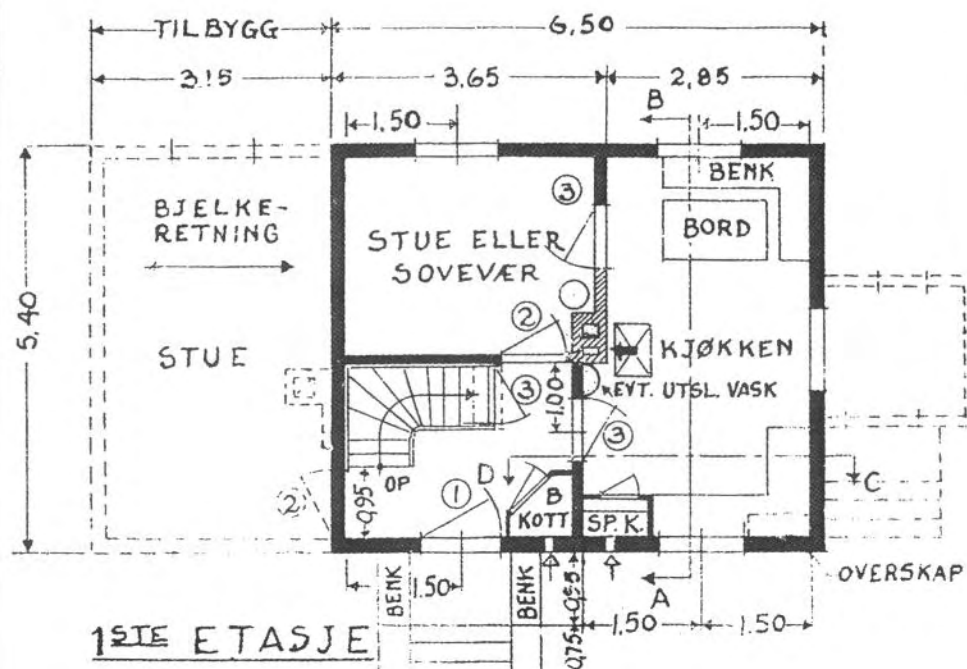 TILBYGG
6,50
3,15
3,65
2,85
B
1,50
1,50
BENK
BORD
BJELKE-
RETNING
3
STUE ELLER
SOVEVÆR
5,40
STUE
2
KJØKKEN
EVT. UTSL. VASK
3
1,00
3
D
C
OP
0,95
2
1
B
KOTT
SP. K.
OVERSKAP
BENK
1,50
BENK
0,95
0,75
A
1,50
1,50
1STE ETASJE